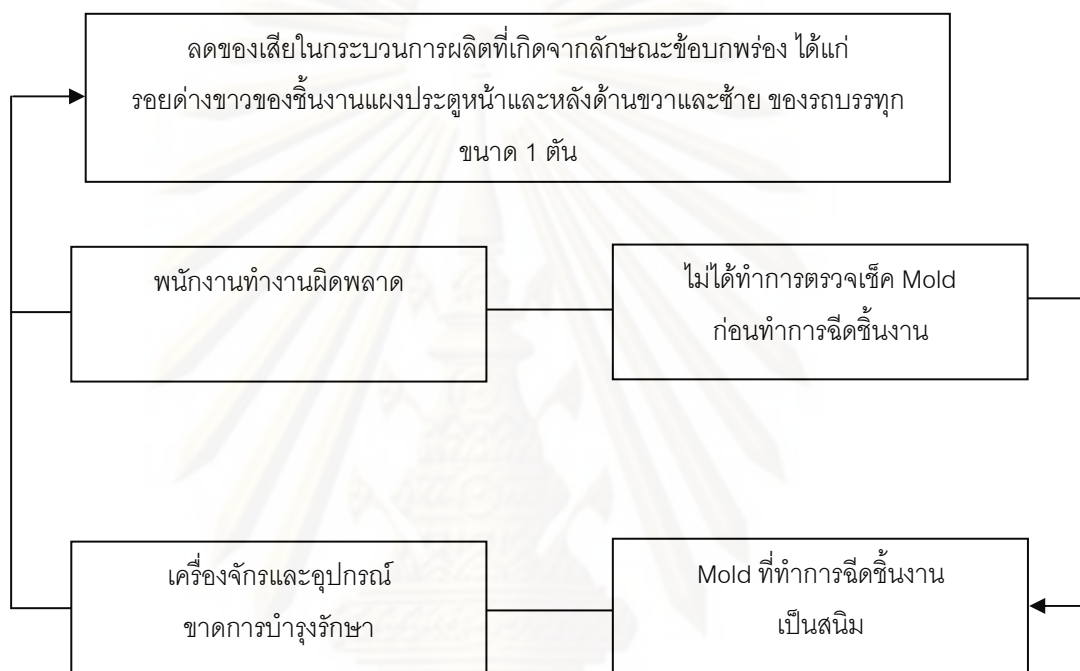 ลดของเสียในกระบวนการผลิตที่เกิดจากลักษณะข้อบกพร่อง ได้แก่
รอยด่างขาวของชิ้นงานแผงประตูหน้าและหลังด้านขวาและซ้าย ของรถบรรทุก
ขนาด 1 ตัน
พนักงานทำงานผิดพลาด
ไม่ได้ทำการตรวจเช็ค Mold
ก่อนทำการฉีดชิ้นงาน
เครื่องจักรและอุปกรณ์
ขาดการบำรุงรักษา
Mold ที่ทำการฉีดชิ้นงาน
เป็นสนิม